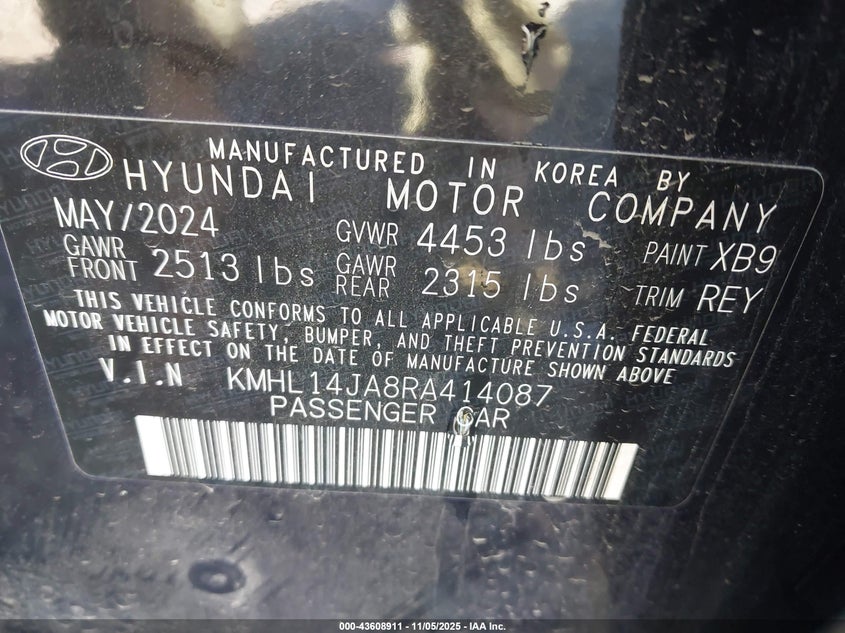 MANUFACTURED IN KOREA BY
HYUNDAI MOTOR COMPANY
MAY/2024 GVWR 4453 lbs PAINT XB9
GAWR FRONT 2513 lbs GAWR REAR 2315 lbs TRIM REY
THIS VEHICLE CONFORMS TO ALL APPLICABLE U.S.A. FEDERAL
MOTOR VEHICLE SAFETY, BUMPER, AND THEFT PREVENTION STANDARDS
IN EFFECT ON THE DATE OF MANUFACTURE SHOWN ABOVE
V.I.N KMHL14JA8RA414087
PASSENGER CAR
000-43608911 - 11/05/2025 - IAA Inc.